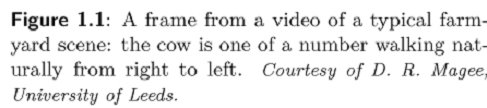 Figure 1.1: A frame from a video of a typical farm-
yard scene: the cow is one of a number walking nat-
urally from right to left. Courtesy of D. R. Magee,
University of Leeds.